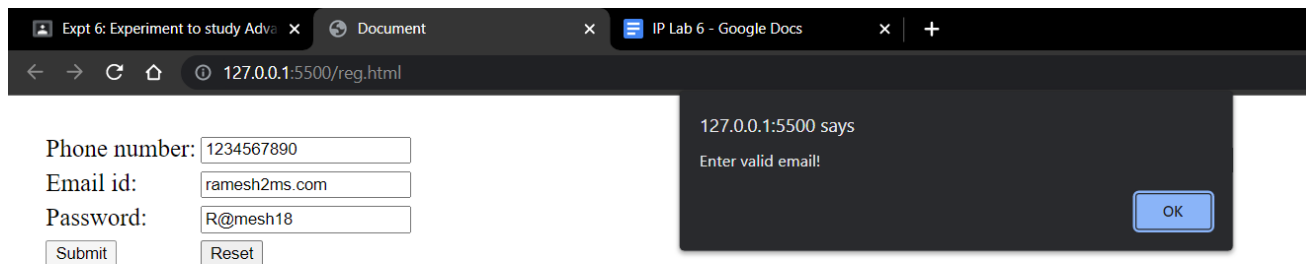 Expt 6: Experiment to study Adva
Document
IP Lab 6 - Google Docs
127.0.0.1:5500/reg.html
127.0.0.1:5500 says
Enter valid email!
OK
Phone number: 1234567890
Email id: ramesh2ms.com
Password: R@mesh18
Submit Reset